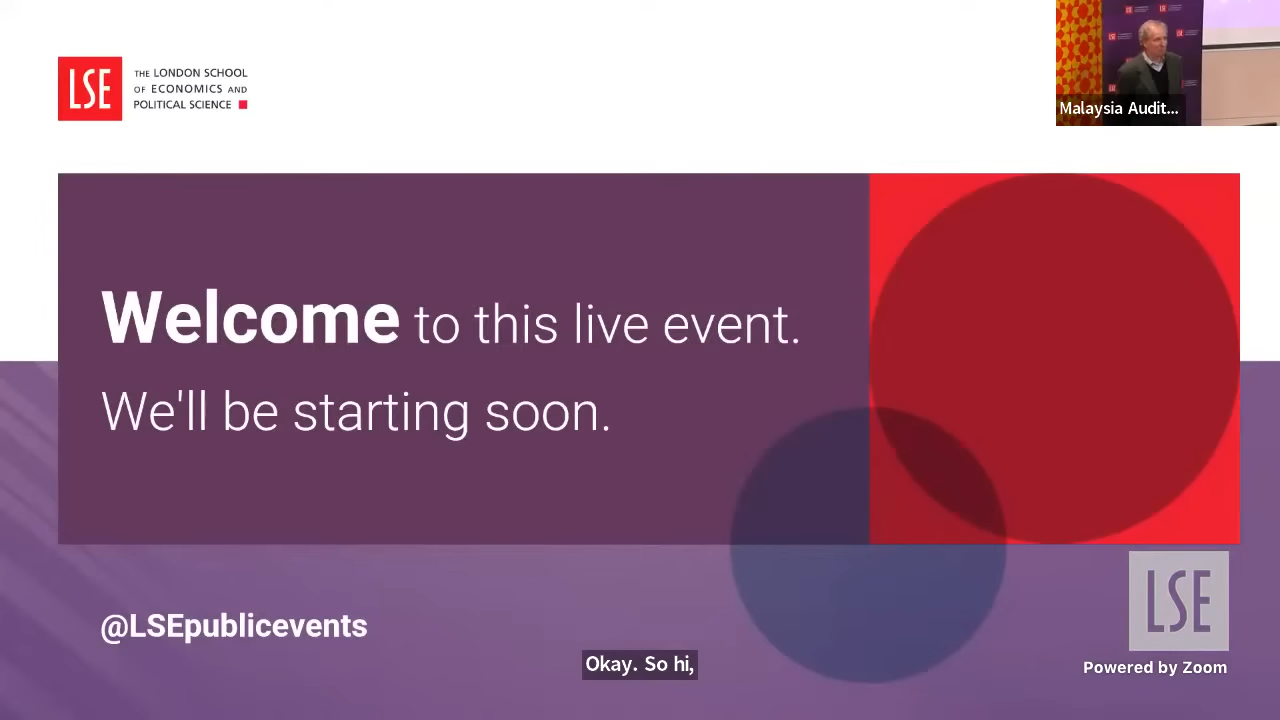 LSE
THE LONDON SCHOOL
OF ECONOMICS AND
POLITICAL SCIENCE
Malaysia Audit...
Welcome to this live event.
We'll be starting soon.
@LSEpublicevents
LSE
Okay. So hi,
Powered by Zoom